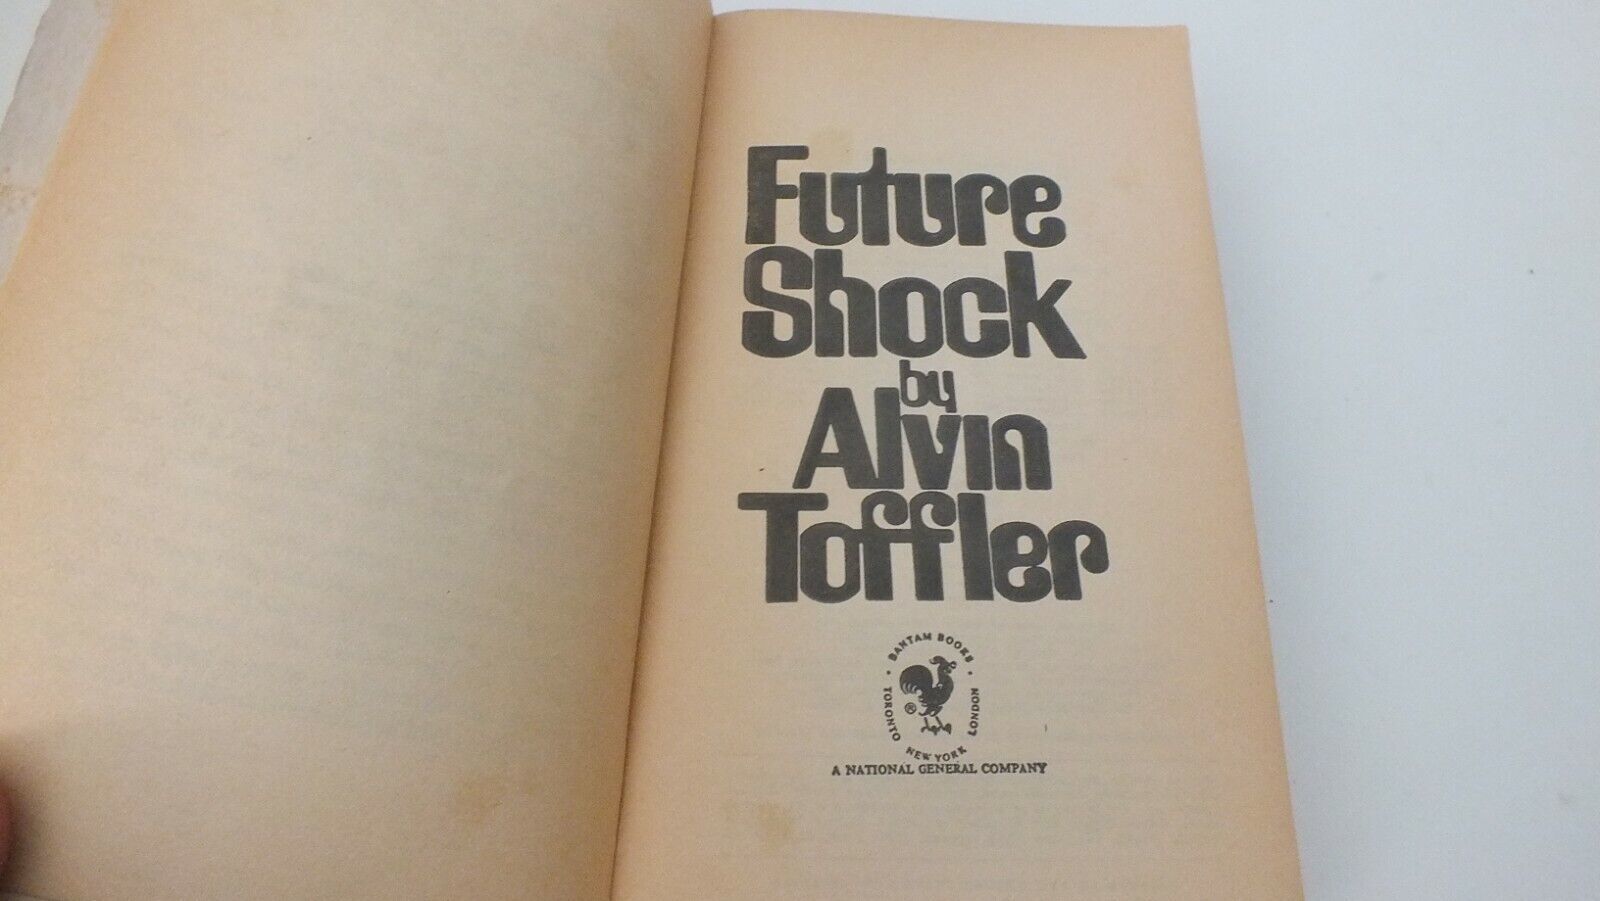 Future
Shock
by
Alvin
Toffler
BANTAM BOOKS
TORONTO
®
NEW YORK
LONDON
A NATIONAL GENERAL COMPANY